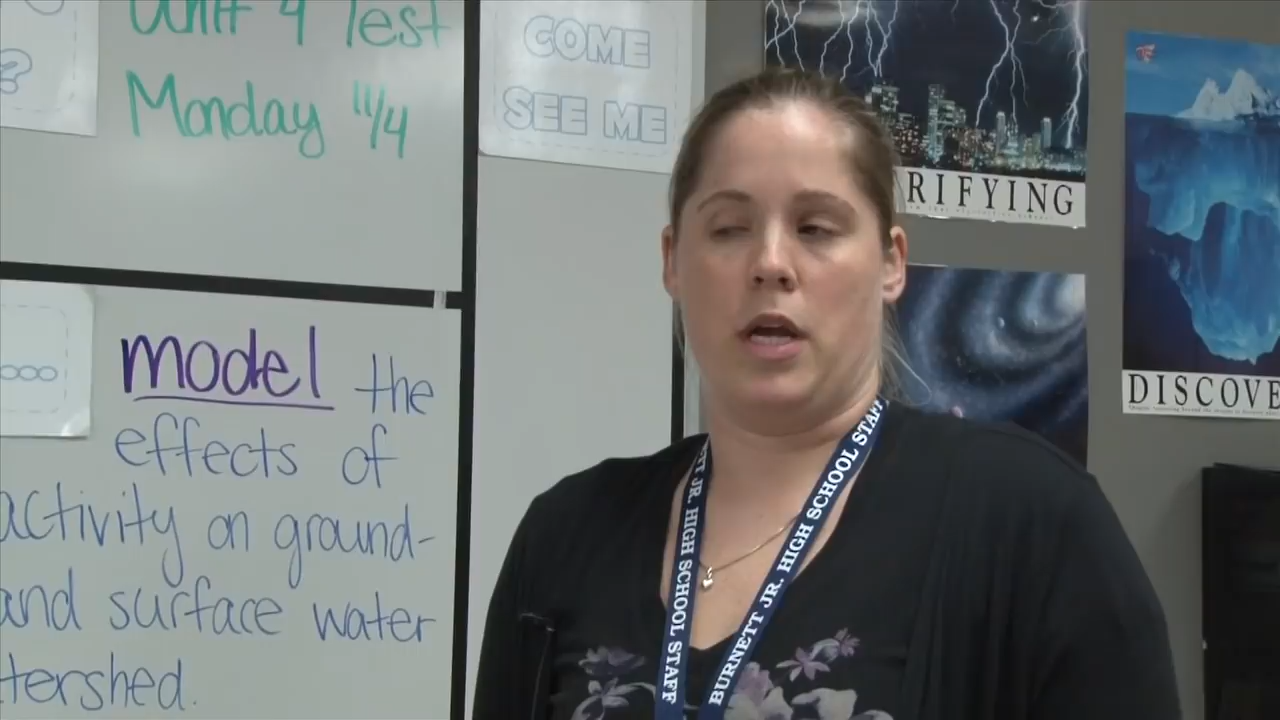 Unit 4 Test
Monday 11/4
?
COME
SEE ME
model the
effects of
activity on ground-
and surface water
tershed.
RIFYING
DISCOVE
ETT JR. HIGH SCHOOL STAFF
BURNETT JR. HIGH SCHOOL STAFF